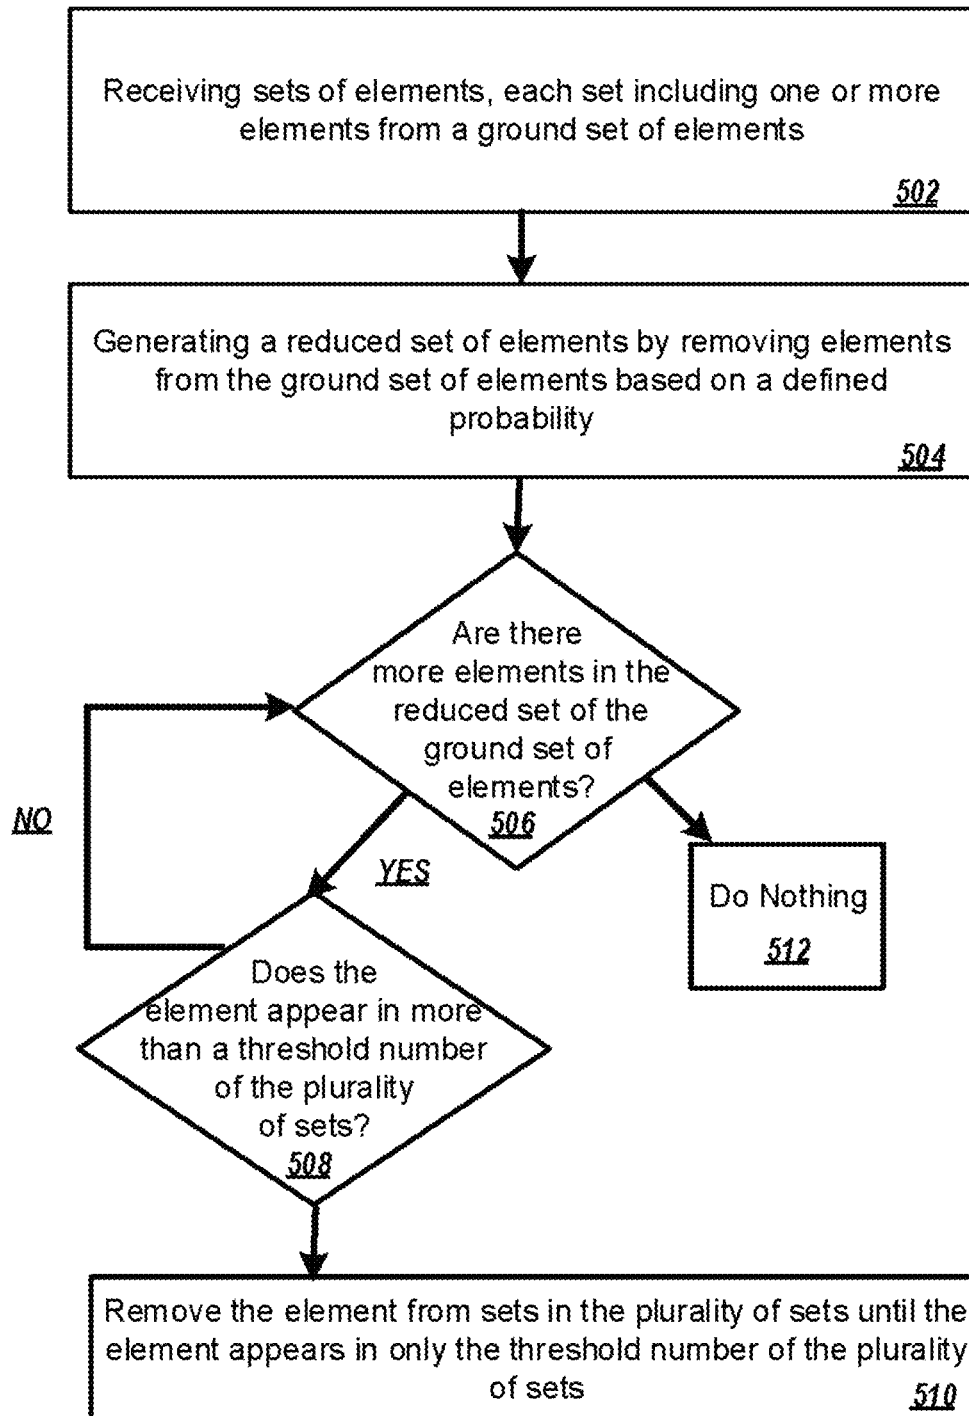 Receiving sets of elements, each set including one or more
elements from a ground set of elements
502
Generating a reduced set of elements by removing elements
from the ground set of elements based on a defined
probability
504
Are there
more elements in the
reduced set of the
ground set of
elements?
506
NO
YES
Do Nothing
512
Does the
element appear in more
than a threshold number
of the plurality
of sets?
508
Remove the element from sets in the plurality of sets until the
element appears in only the threshold number of the plurality
of sets
510